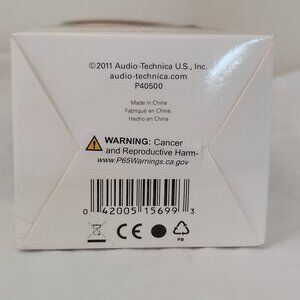 ©2011 Audio-Technica U.S., Inc.
audio-technica.com
P40500
Made in China
Fabriqué en Chine.
Hecho en China
WARNING: Cancer
and Reproductive Harm-
www.P65Warnings.ca.gov
0 42005 15699 3
CE
PB